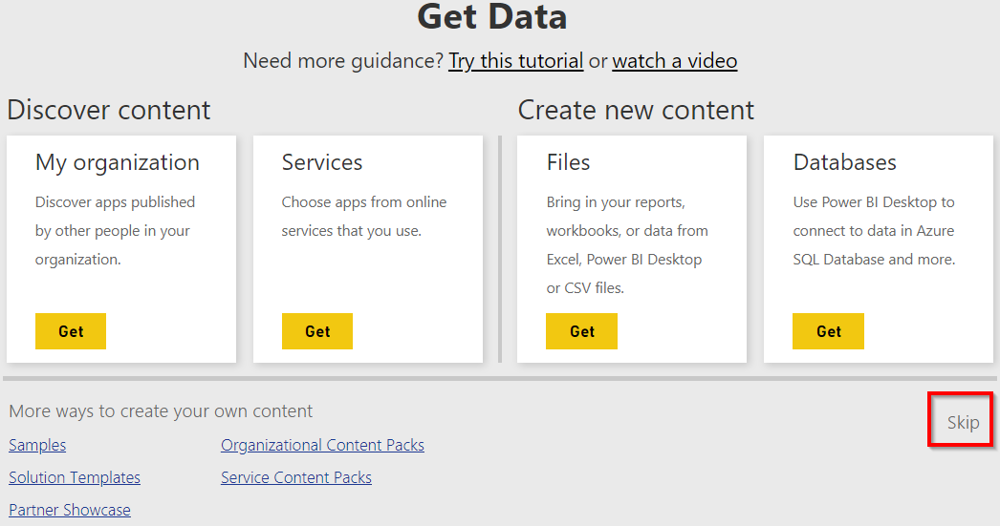 Get Data
Need more guidance? Try this tutorial or watch a video
Discover content
My organization
Discover apps published
by other people in your
organization.
Get
Services
Choose apps from online
services that you use.
Get
Create new content
Files
Bring in your reports,
workbooks, or data from
Excel, Power BI Desktop
or CSV files.
Get
Databases
Use Power BI Desktop to
connect to data in Azure
SQL Database and more.
Get
More ways to create your own content
Samples
Solution Templates
Partner Showcase
Organizational Content Packs
Service Content Packs
Skip